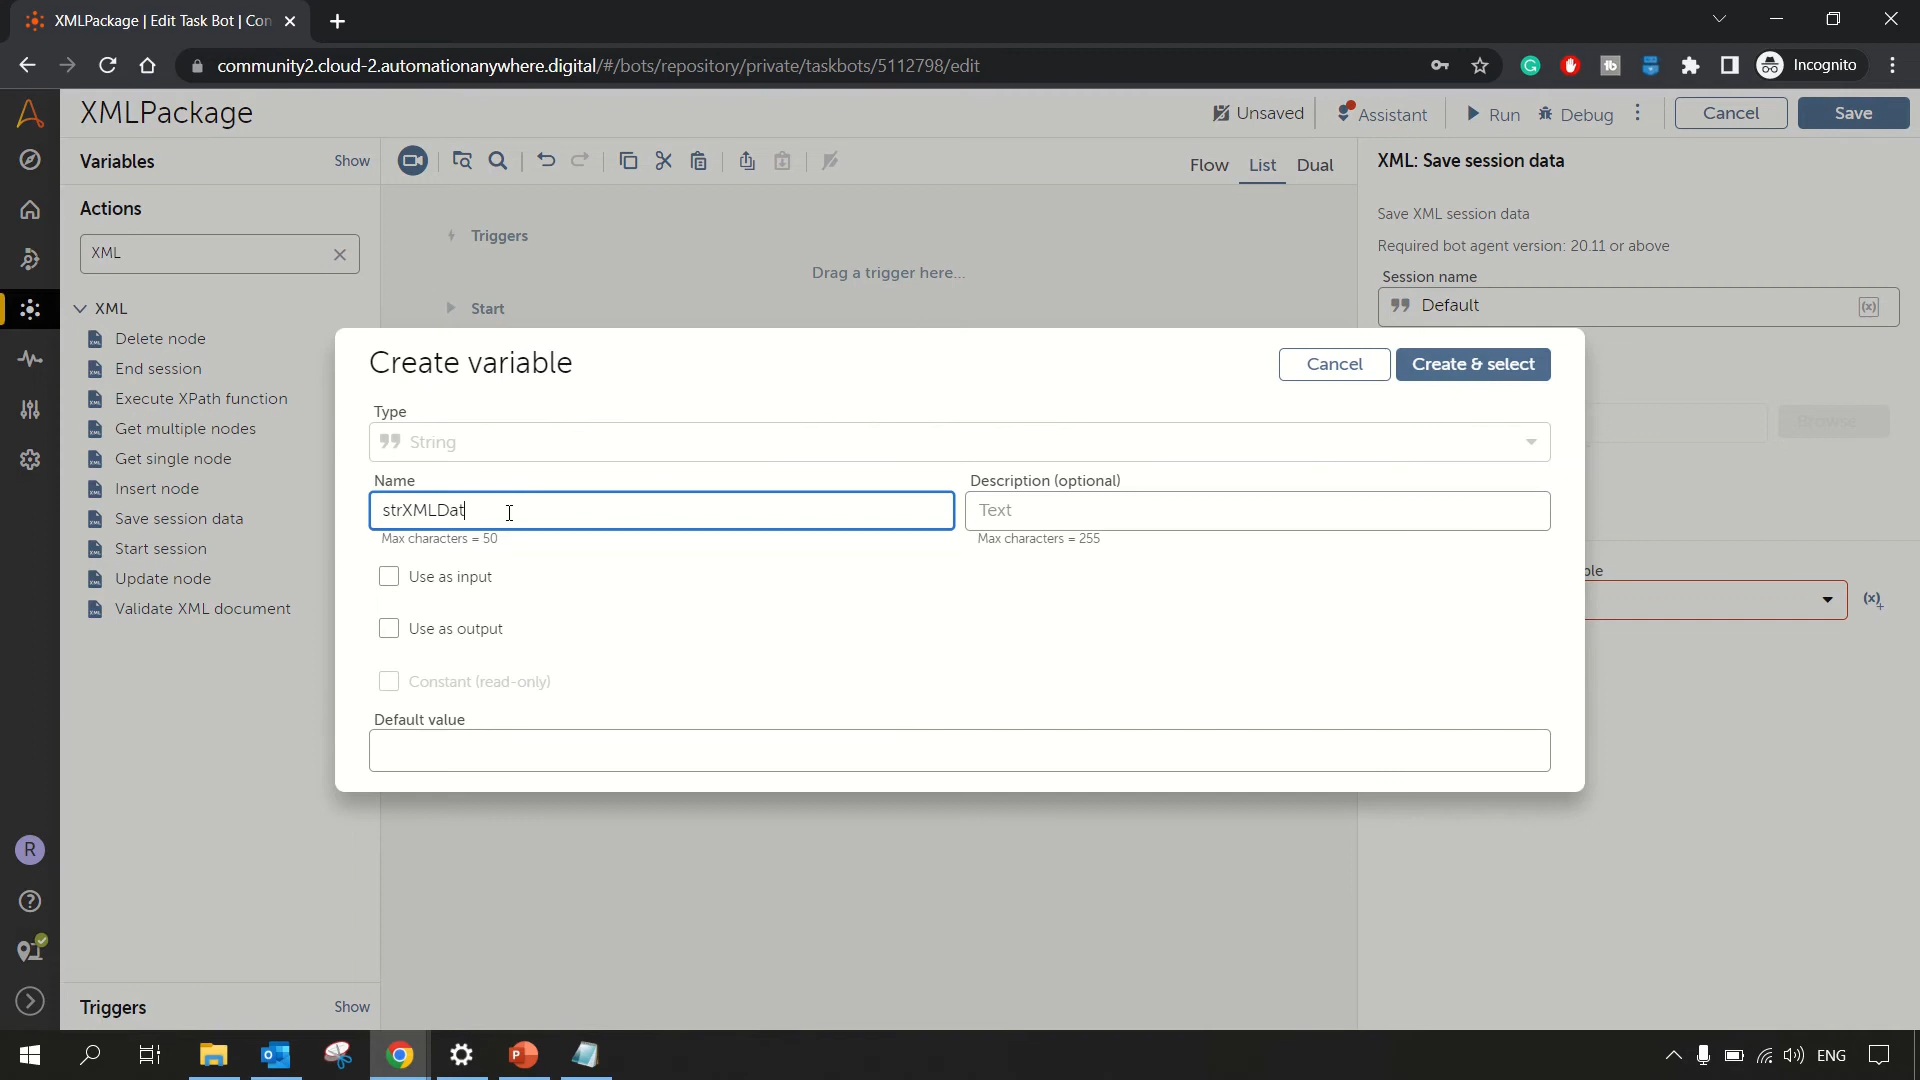 XMLPackage | Edit Task Bot | Con
community2.cloud-2.automationanywhere.digital/#/bots/repository/private/taskbots/5112798/edit
Incognito
XMLPackage
Unsaved
Assistant
Run
Debug
Cancel
Save
Variables
Show
Flow
List
Dual
XML: Save session data
Actions
XML
Triggers
Drag a trigger here...
Start
Save XML session data
Required bot agent version: 20.11 or above
Session name
Default
XML
Delete node
End session
Execute XPath function
Get multiple nodes
Get single node
Insert node
Save session data
Start session
Update node
Validate XML document
Create variable
Cancel
Create & select
Type
String
Name
Description (optional)
strXMLDat
Text
Max characters = 50
Max characters = 255
Use as input
Use as output
Constant (read-only)
Default value
Browse...
ble
(x)
R
Triggers
Show
ENG